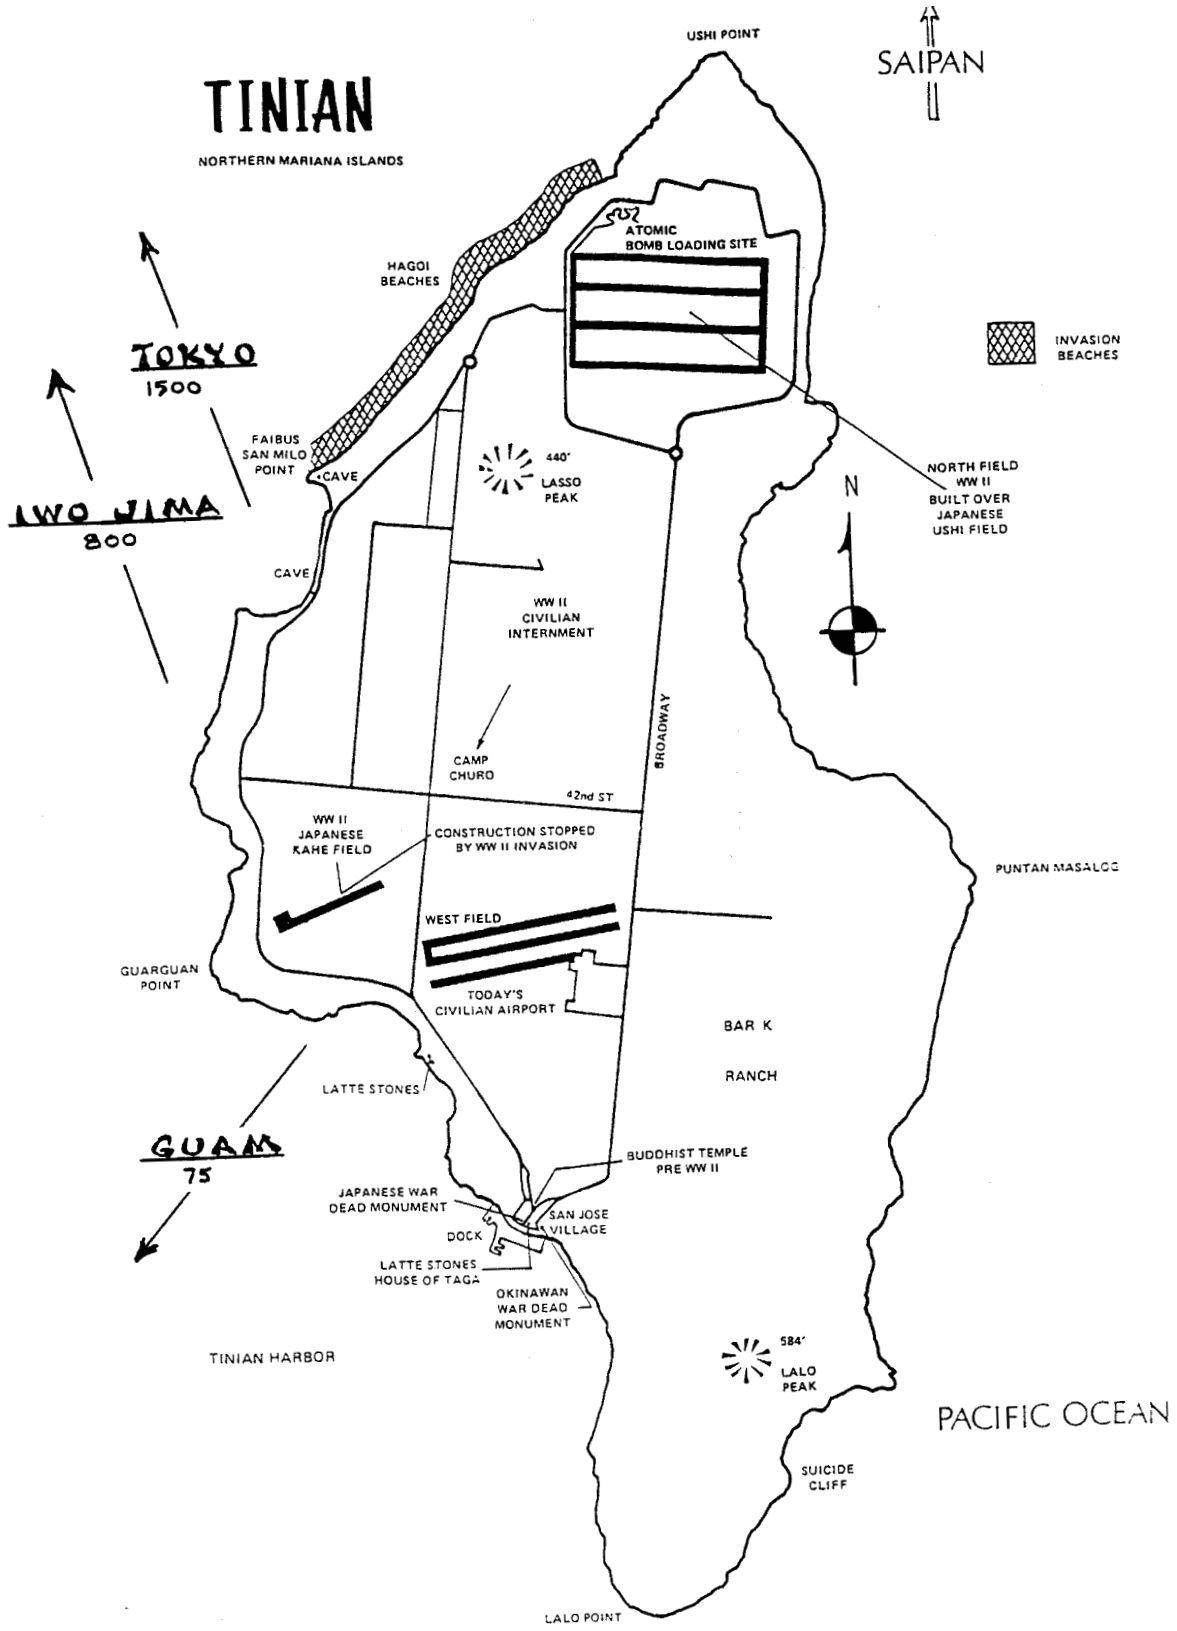 USHI POINT
SAIPAN
TINIAN
NORTHERN MARIANA ISLANDS
ATOMIC
BOMB LOADING SITE
HAGOI
BEACHES
INVASION
BEACHES
TOKYO
1500
FAIBUS
SAN MILO
POINT
CAVE
440'
LASSO
PEAK
NORTH FIELD
WW II
BUILT OVER
JAPANESE
USHI FIELD
N
IWO JIMA
800
CAVE
WW II
CIVILIAN
INTERNMENT
BROADWAY
CAMP
CHURO
42nd ST
WW II
JAPANESE
KAHE FIELD
CONSTRUCTION STOPPED
BY WW II INVASION
PUNTAN MASALOG
WEST FIELD
GUARGUAN
POINT
TODAY'S
CIVILIAN AIRPORT
BAR K
RANCH
LATTE STONES
GUAM
75
BUDDHIST TEMPLE
PRE WW II
JAPANESE WAR
DEAD MONUMENT
SAN JOSE
VILLAGE
DOCK
LATTE STONES
HOUSE OF TAGA
OKINAWAN
WAR DEAD
MONUMENT
TINIAN HARBOR
584'
LALO
PEAK
PACIFIC OCEAN
SUICIDE
CLIFF
LALO POINT